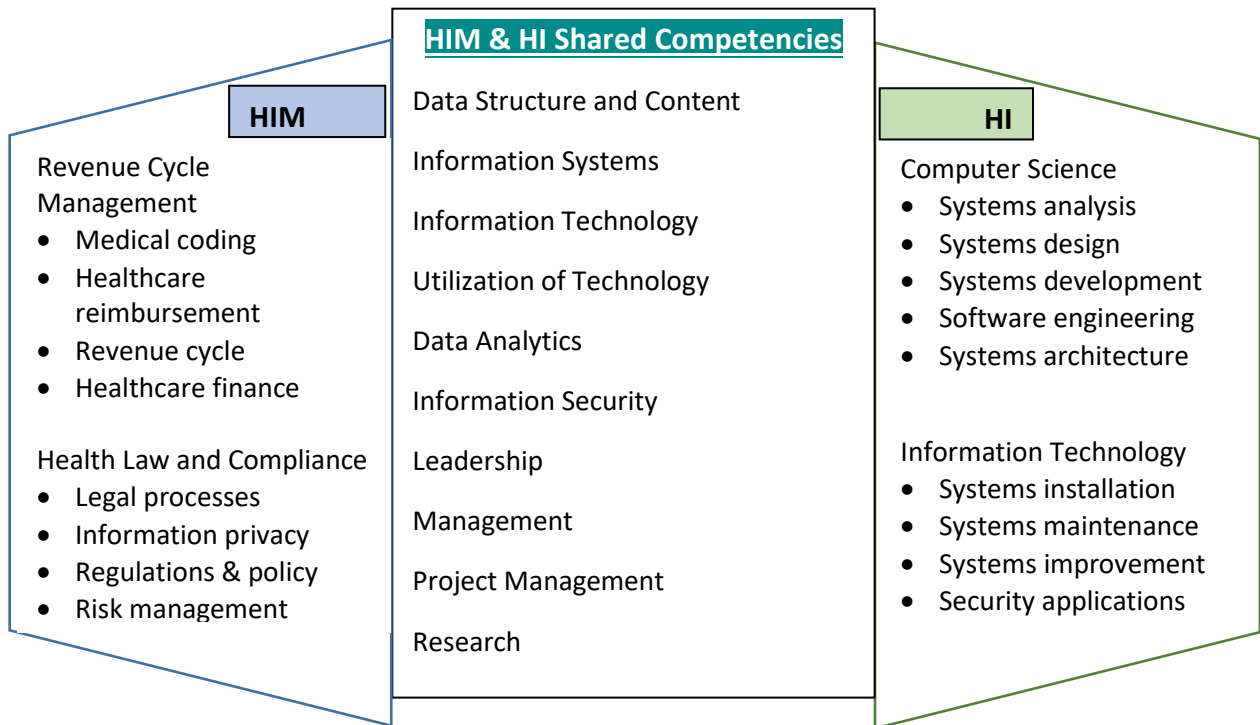 HIM & HI Shared Competencies
Data Structure and Content
Information Systems
Information Technology
Utilization of Technology
Data Analytics
Information Security
Leadership
Management
Project Management
Research
HIM
Revenue Cycle
Management
• Medical coding
• Healthcare
reimbursement
• Revenue cycle
• Healthcare finance
Health Law and Compliance
• Legal processes
• Information privacy
• Regulations & policy
• Risk management
HI
Computer Science
• Systems analysis
• Systems design
• Systems development
• Software engineering
• Systems architecture
Information Technology
• Systems installation
• Systems maintenance
• Systems improvement
• Security applications